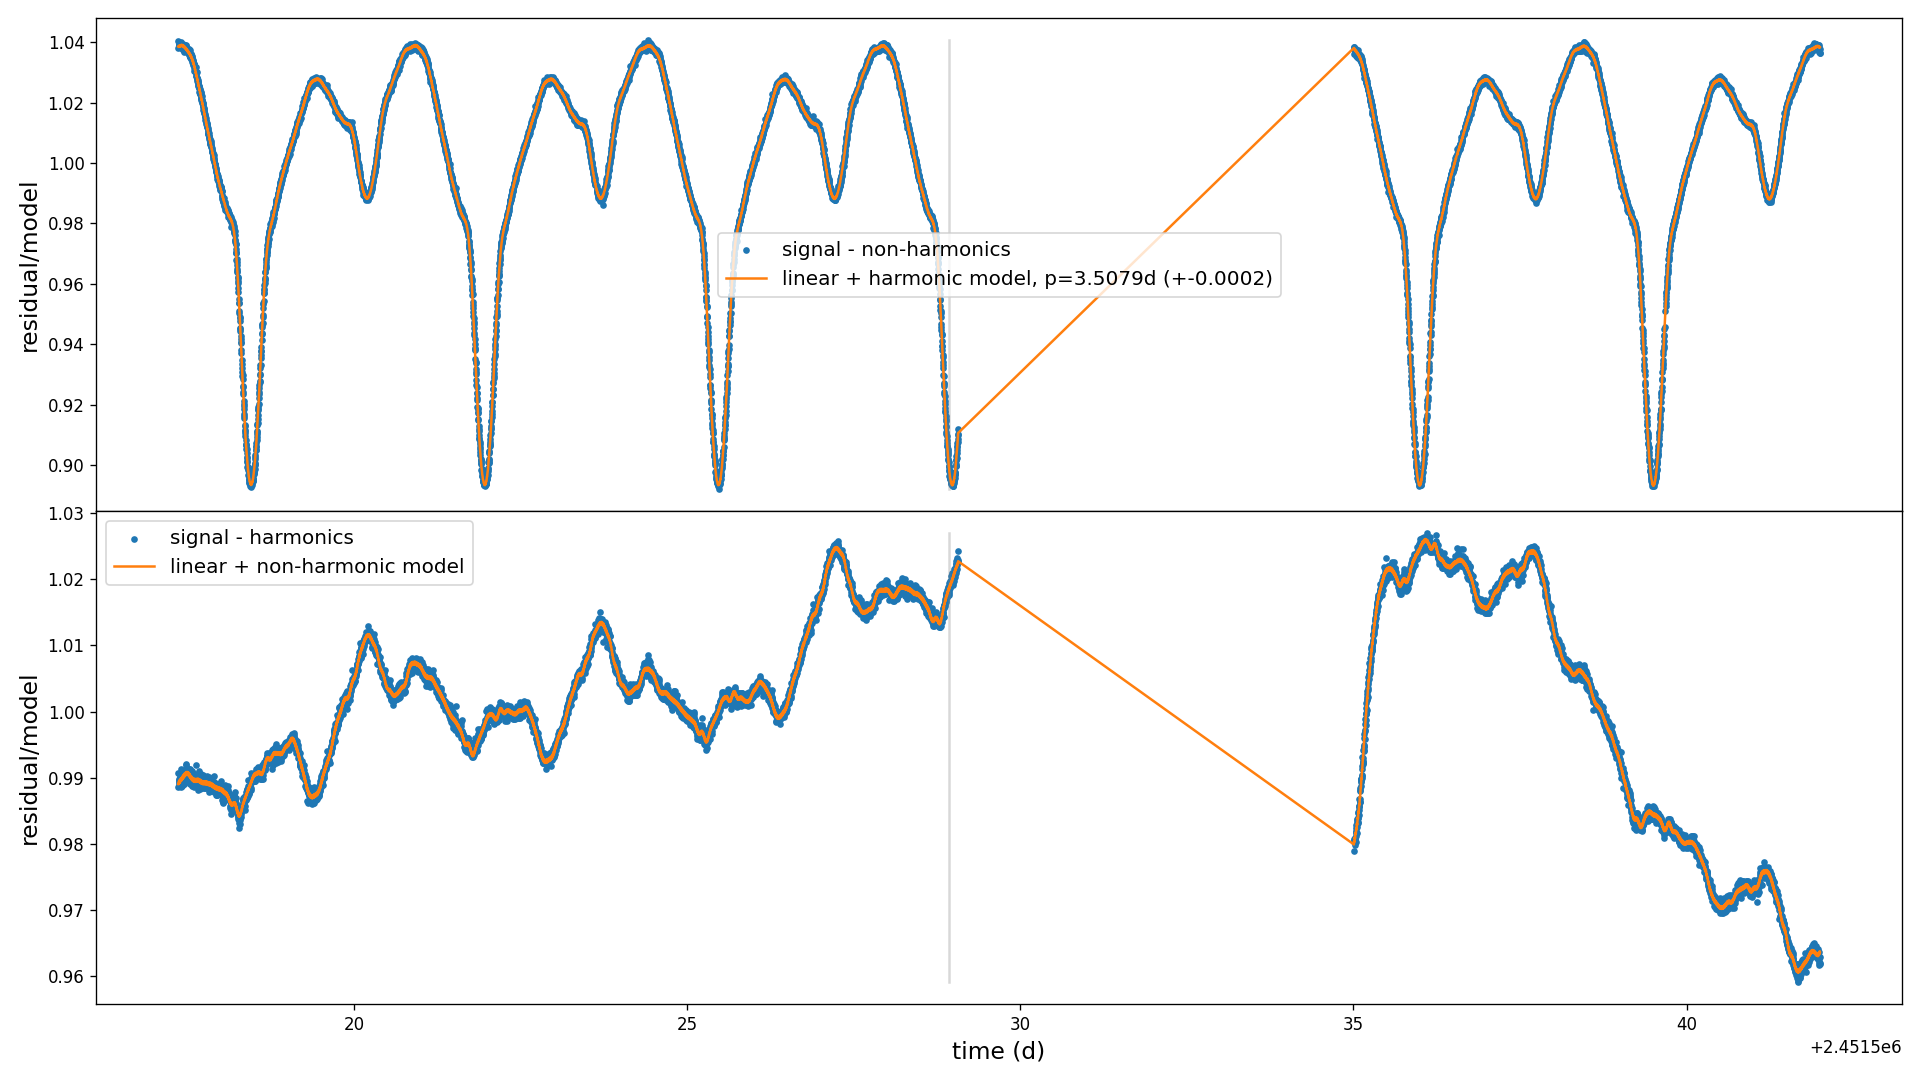 1.04
1.02
1.00
0.98
0.96
0.94
0.92
0.90
residual/model
signal - non-harmonics
linear + harmonic model, p=3.5079d (+-0.0002)
1.03
1.02
1.01
1.00
0.99
0.98
0.97
0.96
residual/model
signal - harmonics
linear + non-harmonic model
20 25 30 35 40
time (d)
+2.4515e6